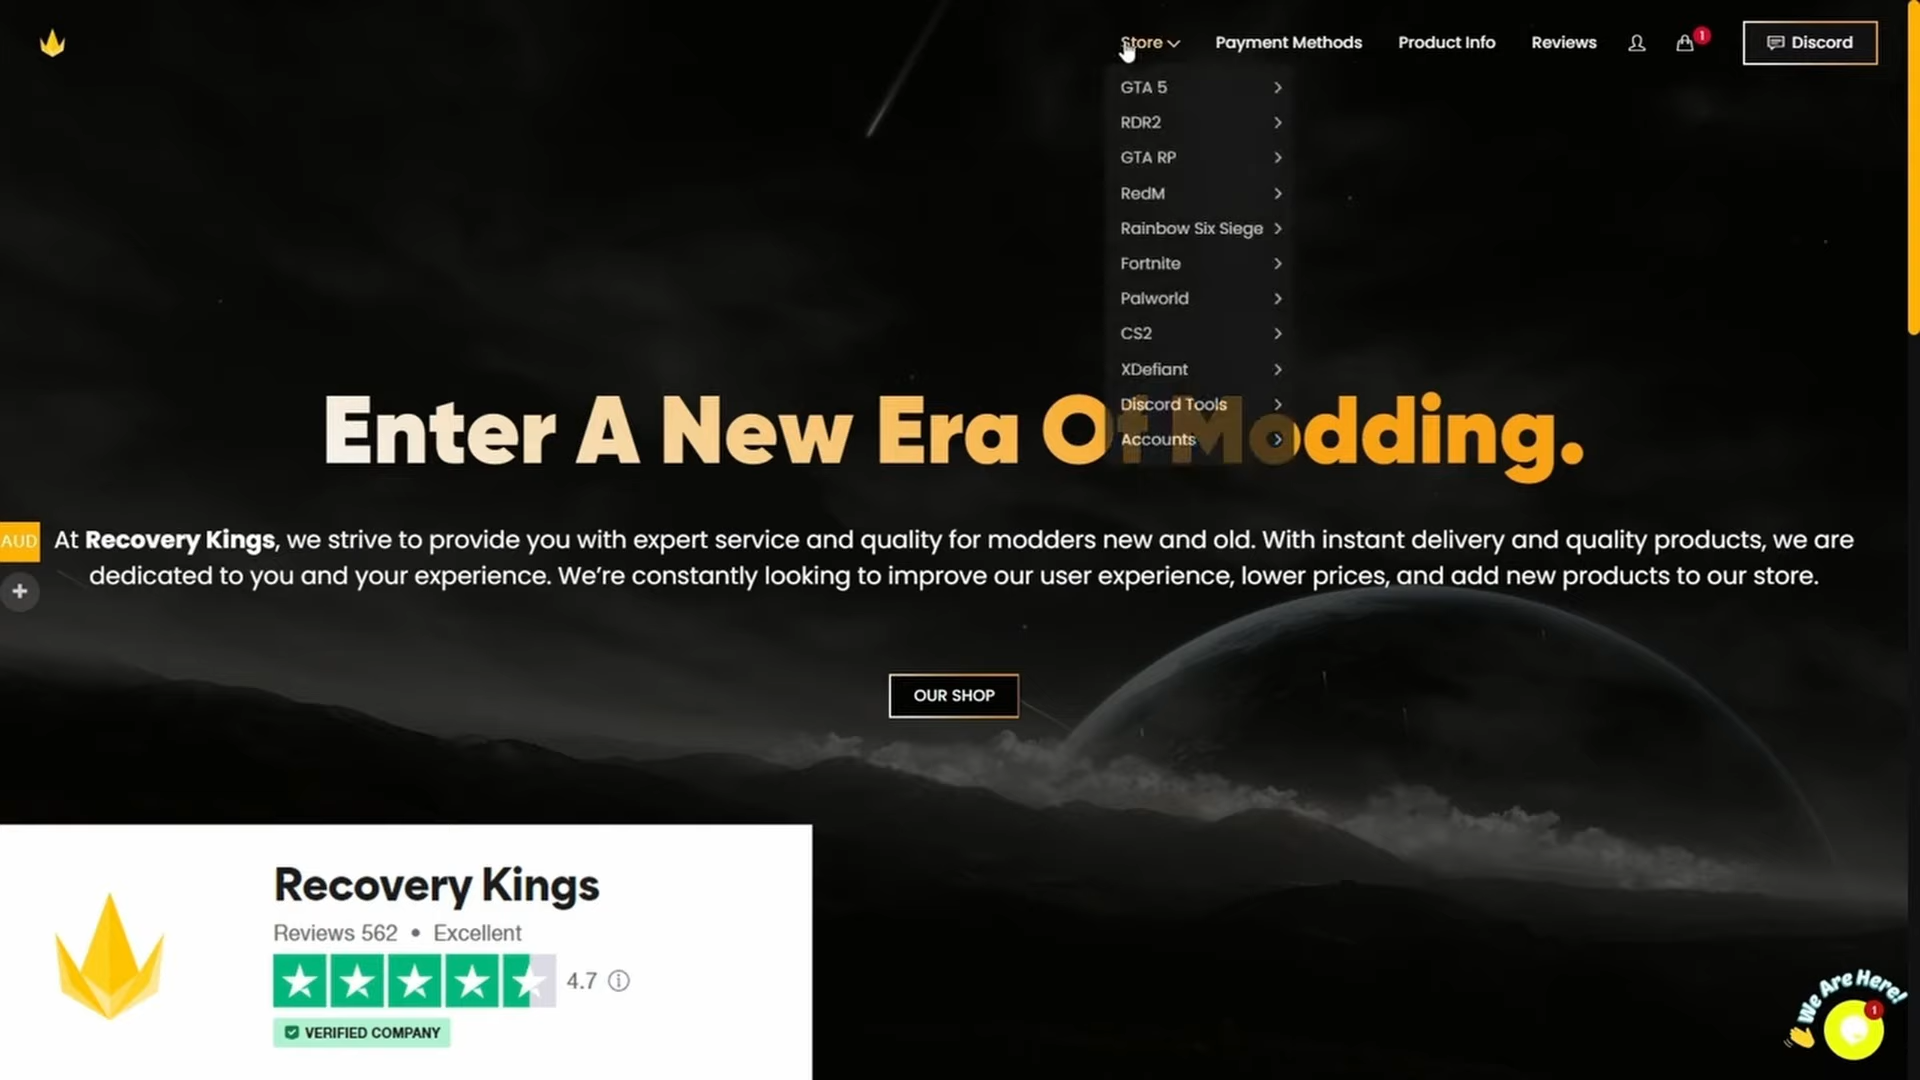 Store
Payment Methods
Product Info
Reviews
1
Discord
GTA 5
RDR2
GTA RP
RedM
Rainbow Six Siege
Fortnite
Palworld
CS2
XDefiant
Discord Tools
Accounts
Enter A New Era Of Modding.
AUD
At Recovery Kings, we strive to provide you with expert service and quality for modders new and old. With instant delivery and quality products, we are
dedicated to you and your experience. We’re constantly looking to improve our user experience, lower prices, and add new products to our store.
OUR SHOP
Recovery Kings
Reviews 562 • Excellent
4.7
VERIFIED COMPANY
We Are Here!
1